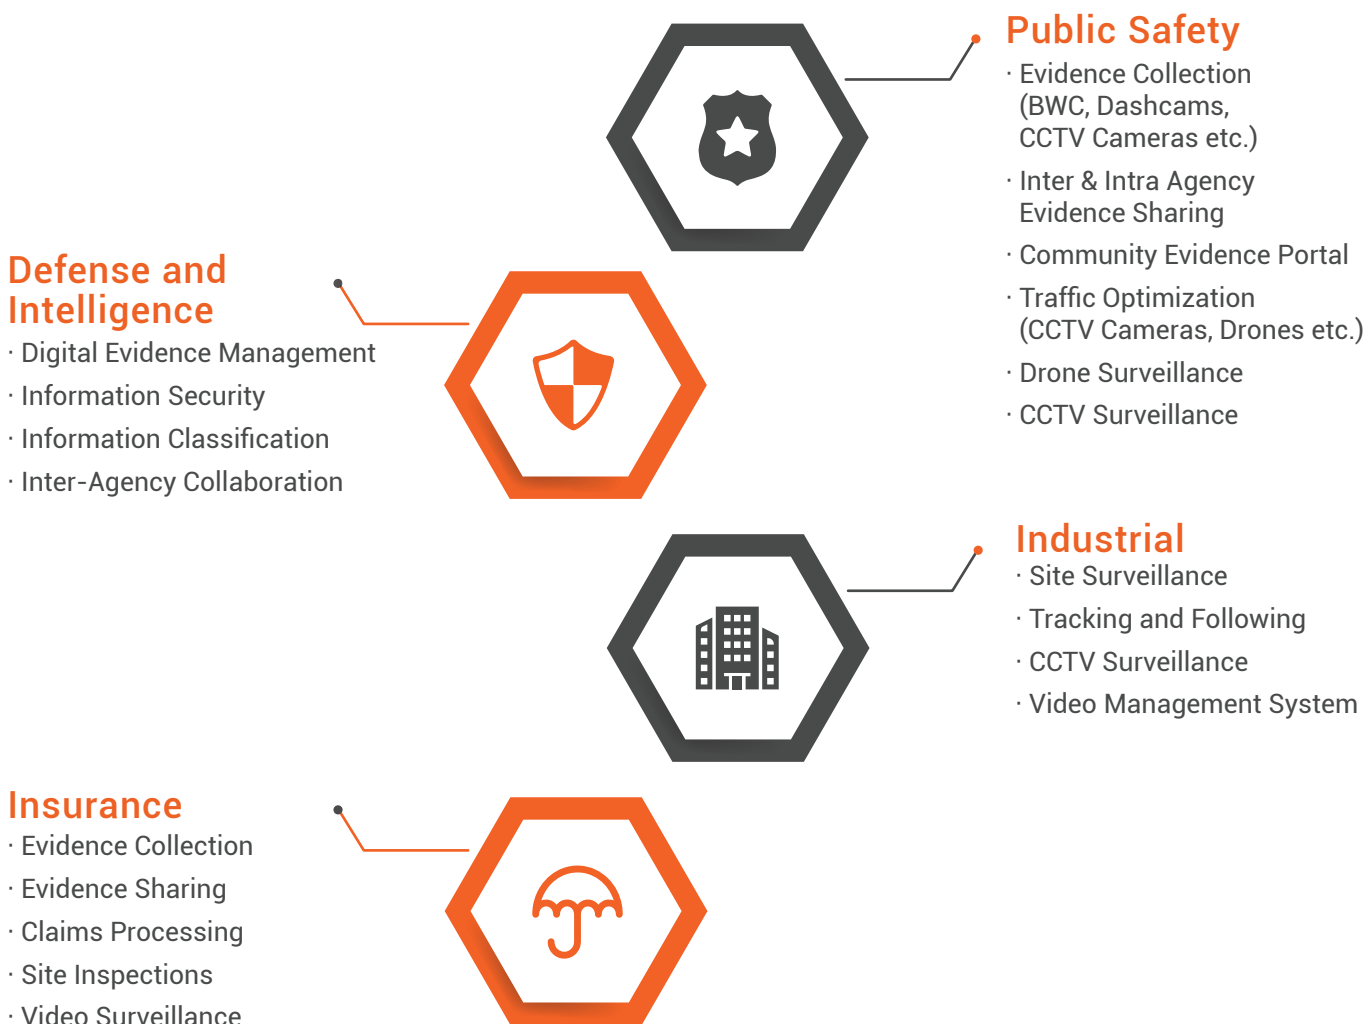 Public Safety
· Evidence Collection
(BWC, Dashcams,
CCTV Cameras etc.)
· Inter & Intra Agency
Evidence Sharing
· Community Evidence Portal
· Traffic Optimization
(CCTV Cameras, Drones etc.)
· Drone Surveillance
· CCTV Surveillance
Defense and
Intelligence
· Digital Evidence Management
· Information Security
· Information Classification
· Inter-Agency Collaboration
Industrial
· Site Surveillance
· Tracking and Following
· CCTV Surveillance
· Video Management System
Insurance
· Evidence Collection
· Evidence Sharing
· Claims Processing
· Site Inspections
· Video Surveillance